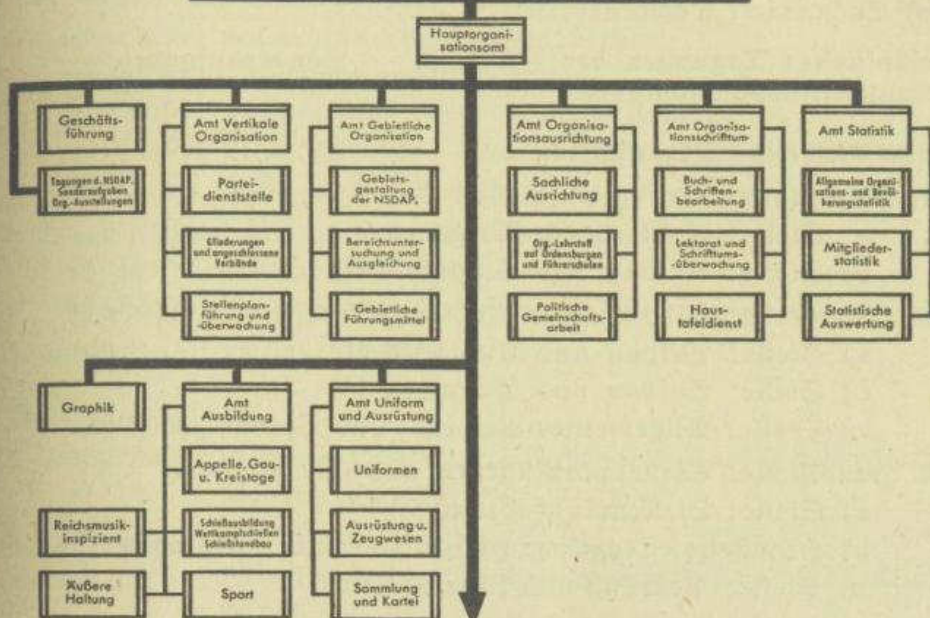 Hauptorgani-
sationsamt
Geschäfts-
führung
Tagungen d. NSDAP.
Sonderaufgaben
Org.-Ausstellungen
Amt Vertikale
Organisation
Partei-
dienststelle
Gliederungen
und angeschlossene
Verbände
Stellenplan-
führung und
-überwachung
Amt Gebietliche
Organisation
Gebiets-
gestaltung
der NSDAP.
Bereichsunter-
suchung und
Ausgleichung
Gebietliche
Führungsmittel
Amt Organisa-
tionsausrichtung
Sachliche
Ausrichtung
Org.-Lehrstoff
auf Ordensburgen
und Führerschulen
Politische
Gemeinschafts-
arbeit
Amt Organisa-
tionsschrifttum
Buch- und
Schriften-
bearbeitung
Lektorat und
Schrifttums-
-überwachung
Haus-
tafeldienst
Amt Statistik
Allgemeine Organi-
sations- und Bevöl-
kerungsstatistik
Mitglieder-
statistik
Statistische
Auswertung
Graphik
Reichsmusik-
inspizient
Äußere
Haltung
Amt
Ausbildung
Appelle, Gau-
u. Kreistage
Schießausbildung
Wettkampfschießen
Schießstandbau
Sport
Amt Uniform
und Ausrüstung
Uniformen
Ausrüstung u.
Zeugwesen
Sammlung
und Kartei